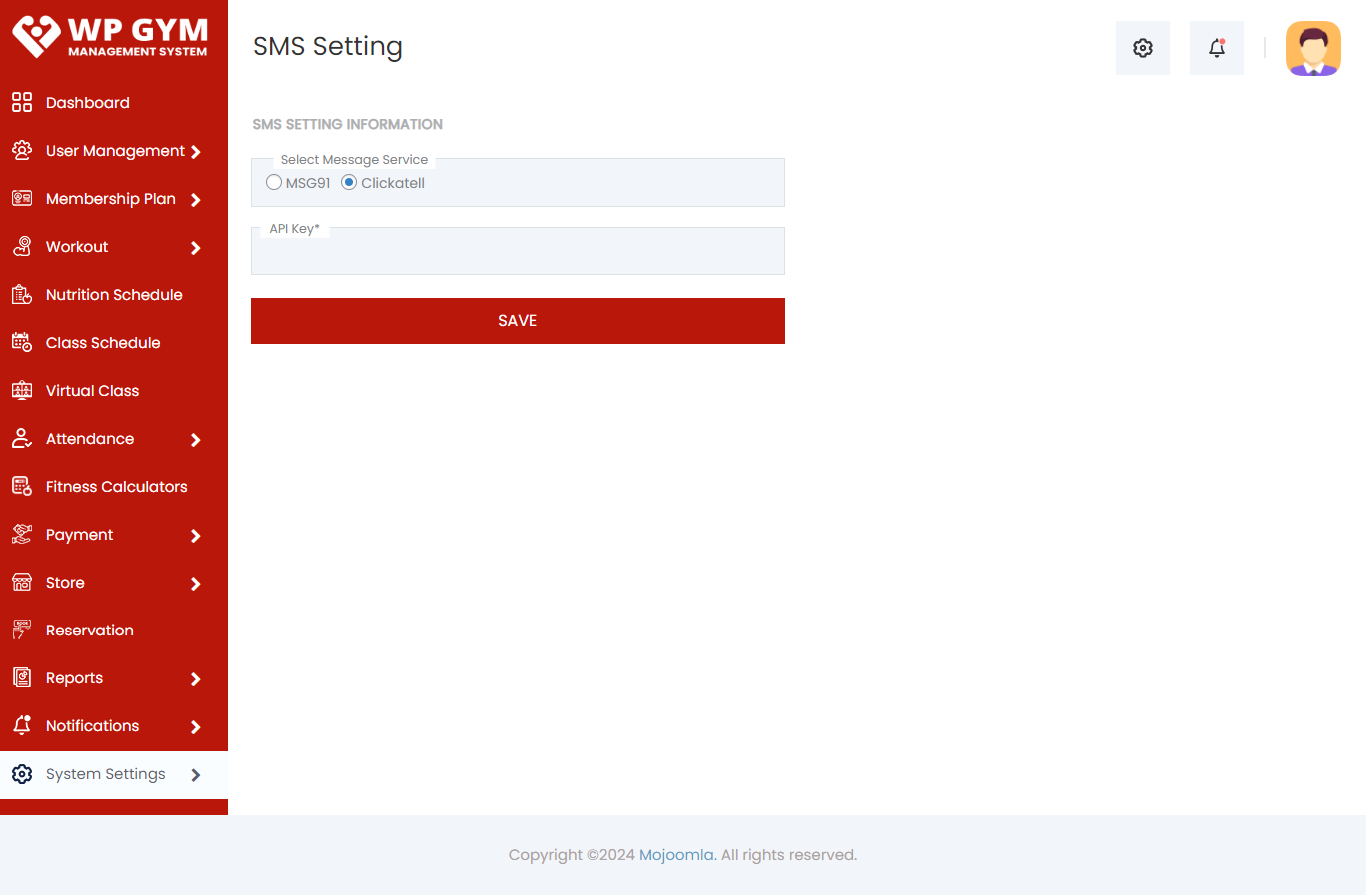 WP GYM
MANAGEMENT SYSTEM
SMS Setting
Dashboard
User Management
Membership Plan
Workout
Nutrition Schedule
Class Schedule
Virtual Class
Attendance
Fitness Calculators
Payment
Store
Reservation
Reports
Notifications
System Settings
SMS SETTING INFORMATION
Select Message Service
MSG91 Clickatell
API Key*
SAVE
Copyright ©2024 Mojoomla. All rights reserved.